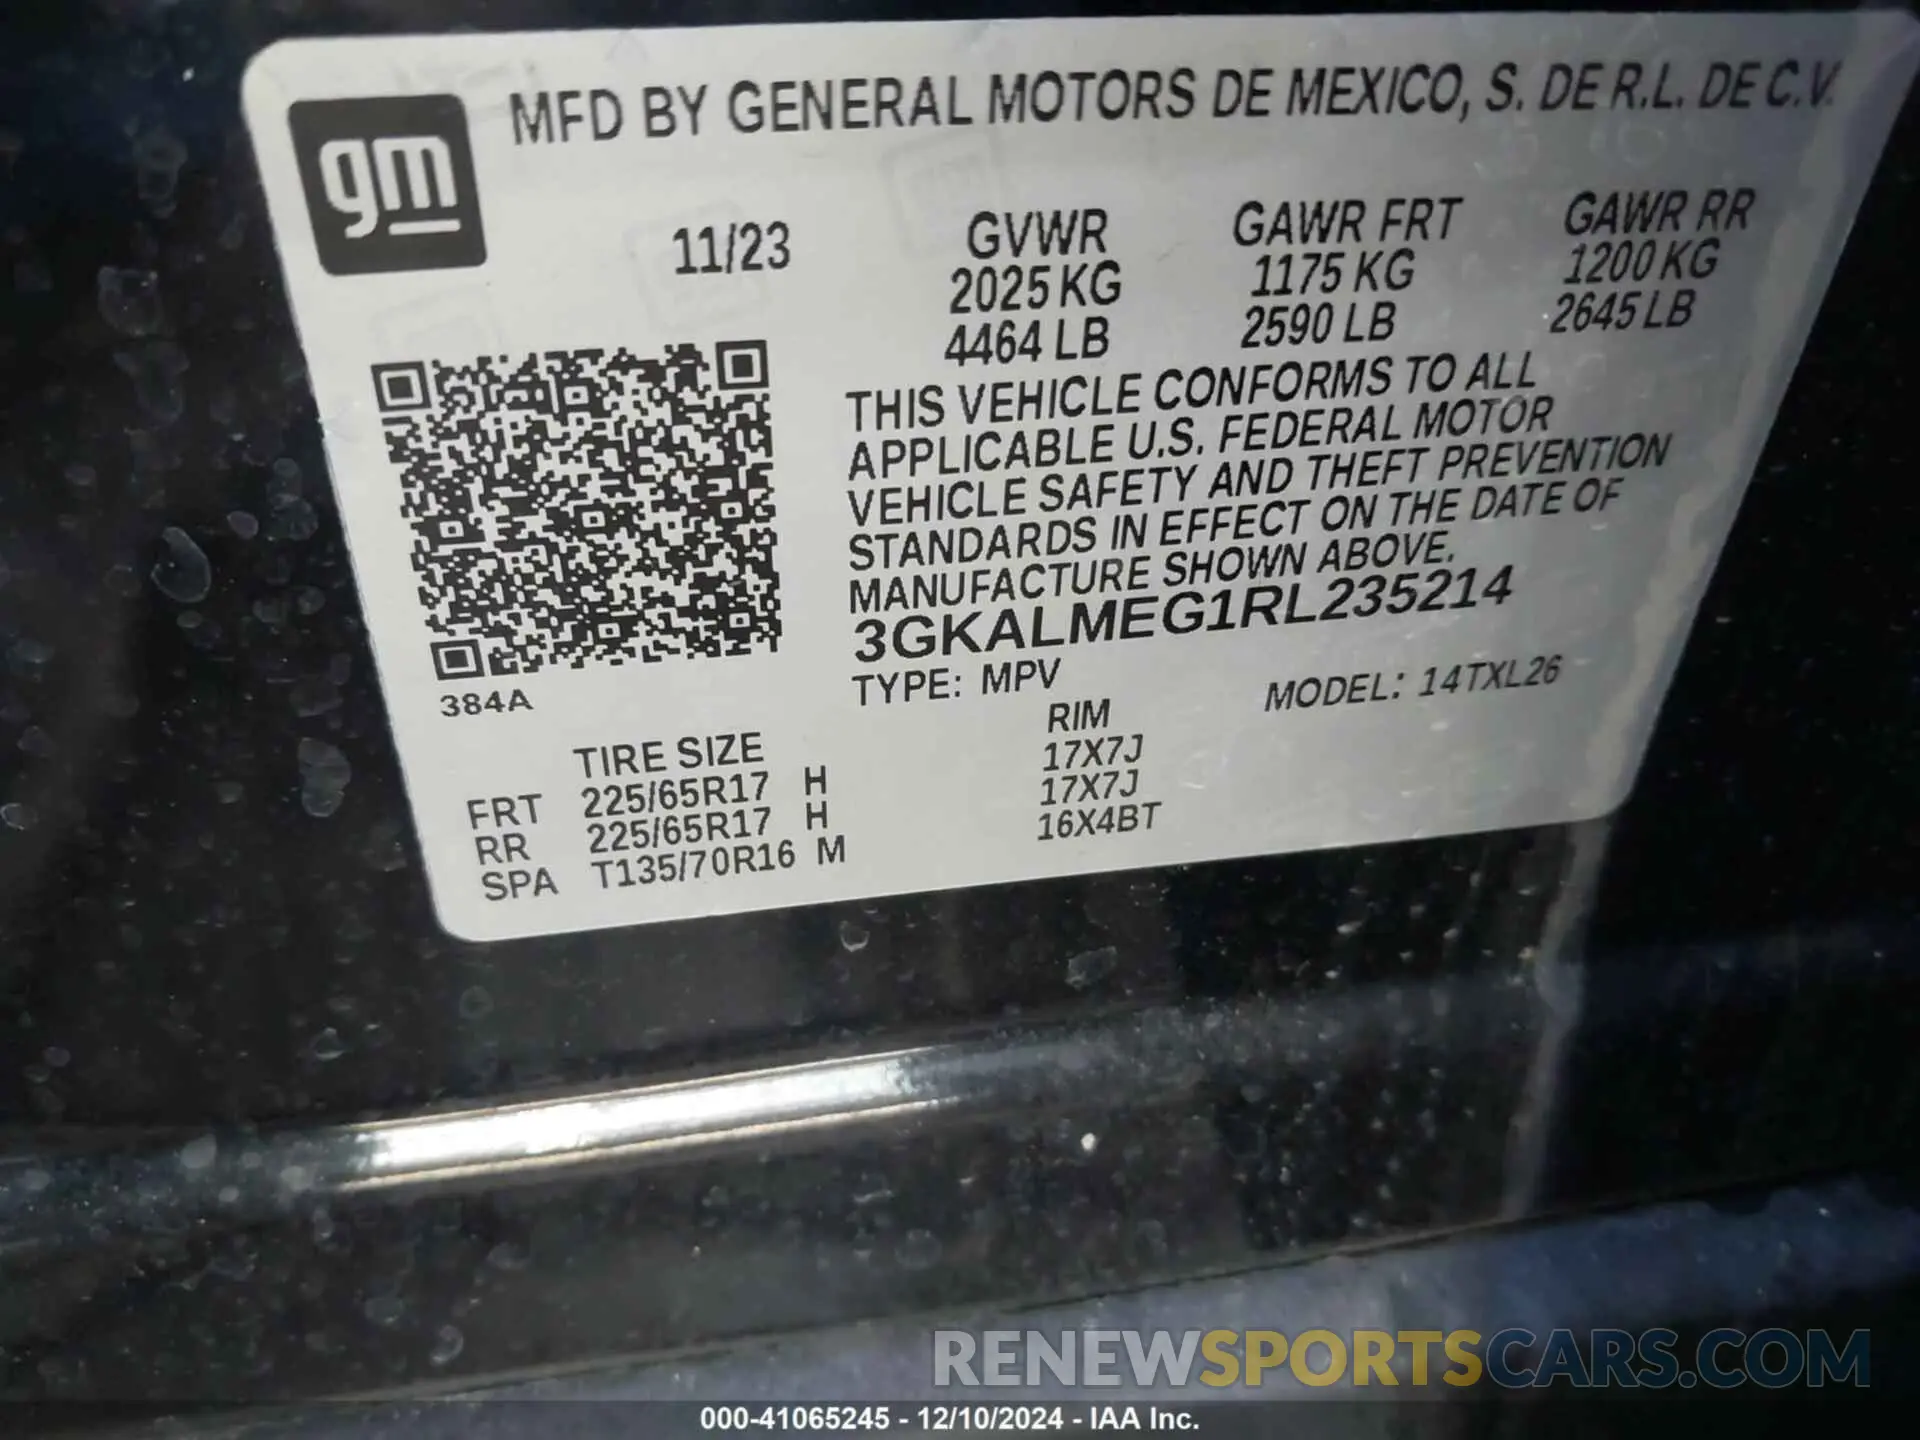 gm
MFD BY GENERAL MOTORS DE MEXICO, S. DE R.L. DE C.V.
11/23 GVWR GAWR FRT GAWR RR
2025 KG 1175 KG 1200 KG
4464 LB 2590 LB 2645 LB
THIS VEHICLE CONFORMS TO ALL
APPLICABLE U.S. FEDERAL MOTOR
VEHICLE SAFETY AND THEFT PREVENTION
STANDARDS IN EFFECT ON THE DATE OF
MANUFACTURE SHOWN ABOVE.
3GKALMEG1RL235214
TYPE: MPV MODEL: 14TXL26
384A
TIRE SIZE RIM
FRT 225/65R17 H 17X7J
RR 225/65R17 H 17X7J
SPA T135/70R16 M 16X4BT
RENEWSPORTSCARS.COM
000-41065245 - 12/10/2024 - IAA Inc.